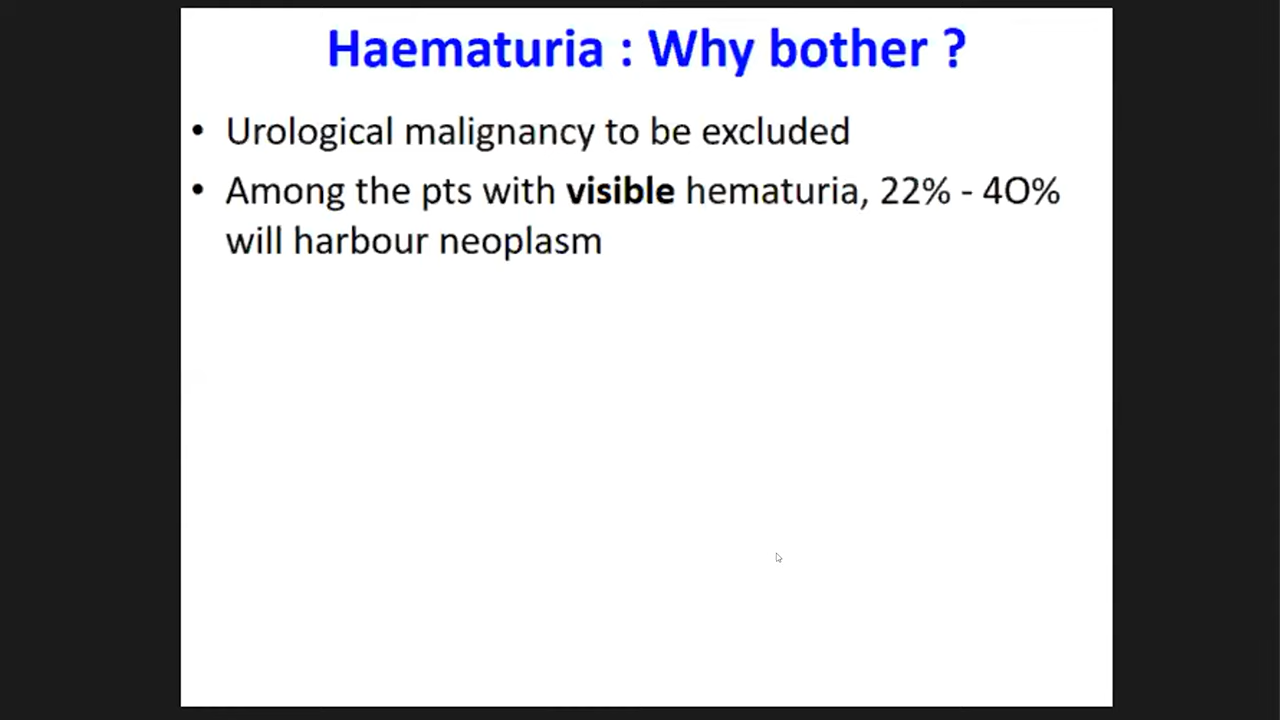 Haematuria : Why bother ?
• Urological malignancy to be excluded
• Among the pts with visible hematuria, 22% - 4O%
will harbour neoplasm